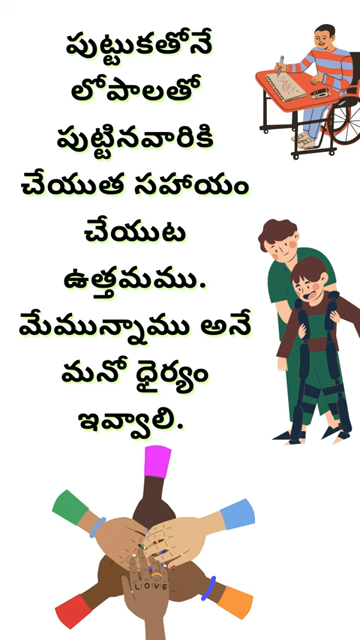 పుట్టుకతోనే
లోపాలతో
పుట్టినవారికి
చేయుత సహాయం
చేయుట
ఉత్తమము.
మేమున్నాము అనే
మనో ధైర్యం
ఇవ్వాలి.
LOVE